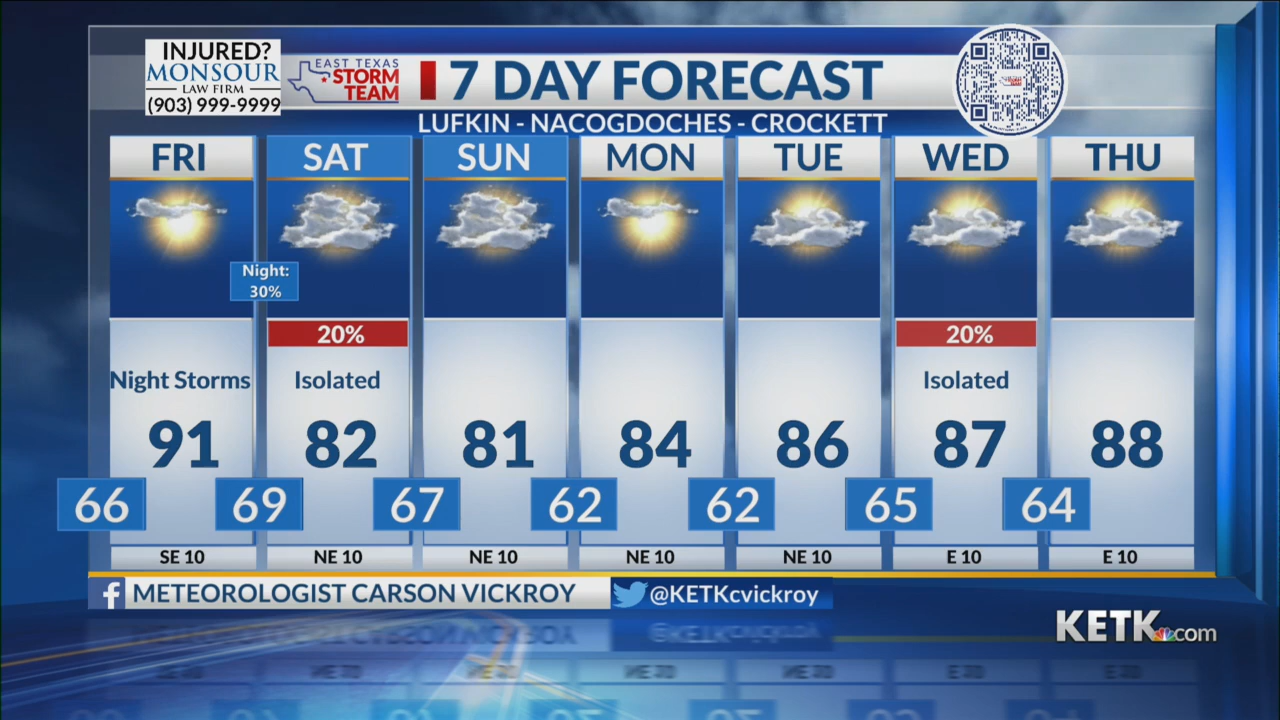 INJURED?
MONSOUR
LAW FIRM
(903) 999-9999
EAST TEXAS
STORM
TEAM
7 DAY FORECAST
LUFKIN - NACOGDOCHES - CROCKETT
FRI SAT SUN MON TUE WED THU
Night:
30%
20% 20%
Night Storms Isolated Isolated
91 82 81 84 86 87 88
66 69 67 62 62 65 64
SE 10 NE 10 NE 10 NE 10 NE 10 E 10 E 10
f METEOROLOGIST CARSON VICKROY @KETKcvickroy
KETK.com